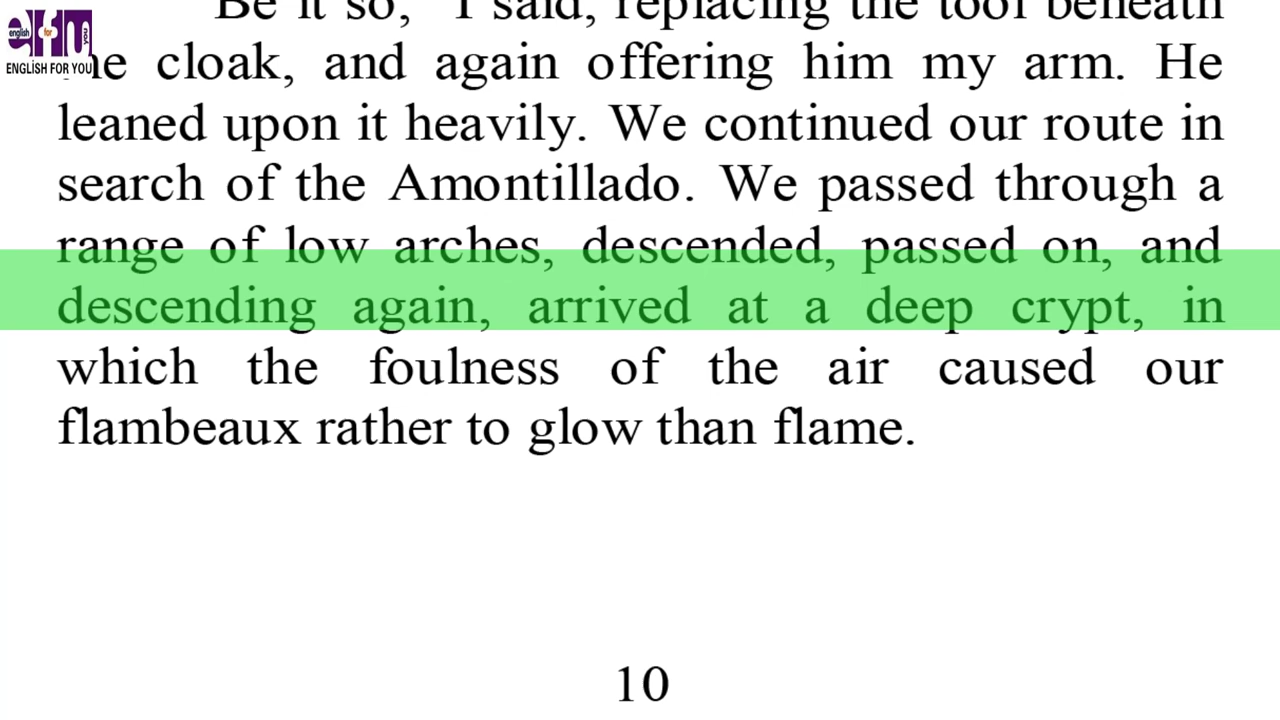 english for you
ENGLISH FOR YOU
Be it so," I said, replacing the tool beneath
the cloak, and again offering him my arm. He
leaned upon it heavily. We continued our route in
search of the Amontillado. We passed through a
range of low arches, descended, passed on, and
descending again, arrived at a deep crypt, in
which the foulness of the air caused our
flambeaux rather to glow than flame.
10